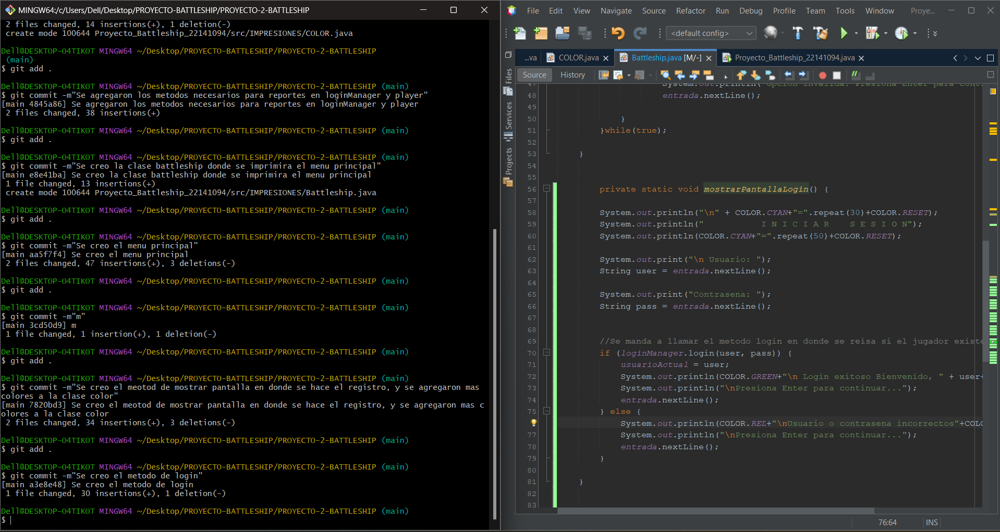 MINGW64:/c/Users/Dell/Desktop/PROYECTO-BATTLESHIP/PROYECTO-2-BATTLESHIP
2 files changed, 14 insertions(+), 1 deletion(-)
create mode 100644 Proyecto_Battleship_22141094/src/IMPRESIONES/COLOR.java
Dell@DESKTOP-O4TIKOT MINGW64 ~/Desktop/PROYECTO-BATTLESHIP/PROYECTO-2-BATTLESHIP
(main)
$ git add .
Dell@DESKTOP-O4TIKOT MINGW64 ~/Desktop/PROYECTO-BATTLESHIP/PROYECTO-2-BATTLESHIP (main)
$ git commit -m"Se agregaron los metodos necesarios para reportes en loginManager y player"
[main 4845a86] Se agregaron los metodos necesarios para reportes en loginManager y player
2 files changed, 38 insertions(+)
Dell@DESKTOP-O4TIKOT MINGW64 ~/Desktop/PROYECTO-BATTLESHIP/PROYECTO-2-BATTLESHIP (main)
$ git add .
Dell@DESKTOP-O4TIKOT MINGW64 ~/Desktop/PROYECTO-BATTLESHIP/PROYECTO-2-BATTLESHIP (main)
$ git commit -m"Se creo la clase battleship donde se imprimira el menu principal"
[main e8e41ba] Se creo la clase battleship donde se imprimira el menu principal
1 file changed, 13 insertions(+)
create mode 100644 Proyecto_Battleship_22141094/src/IMPRESIONES/Battleship.java
Dell@DESKTOP-O4TIKOT MINGW64 ~/Desktop/PROYECTO-BATTLESHIP/PROYECTO-2-BATTLESHIP (main)
$ git add .
Dell@DESKTOP-O4TIKOT MINGW64 ~/Desktop/PROYECTO-BATTLESHIP/PROYECTO-2-BATTLESHIP (main)
$ git commit -m"Se creo el menu principal"
[main aa5f7f4] Se creo el menu principal
2 files changed, 47 insertions(+), 3 deletions(-)
Dell@DESKTOP-O4TIKOT MINGW64 ~/Desktop/PROYECTO-BATTLESHIP/PROYECTO-2-BATTLESHIP (main)
$ git add .
Dell@DESKTOP-O4TIKOT MINGW64 ~/Desktop/PROYECTO-BATTLESHIP/PROYECTO-2-BATTLESHIP (main)
$ git commit -m"m"
[main 3cd50d9] m
1 file changed, 1 insertion(+), 1 deletion(-)
Dell@DESKTOP-O4TIKOT MINGW64 ~/Desktop/PROYECTO-BATTLESHIP/PROYECTO-2-BATTLESHIP (main)
$ git add .
Dell@DESKTOP-O4TIKOT MINGW64 ~/Desktop/PROYECTO-BATTLESHIP/PROYECTO-2-BATTLESHIP (main)
$ git commit -m"Se creo el meotod de mostrar pantalla en donde se hace el registro, y se agregaron mas
colores a la clase color"
[main 7820bd3] Se creo el meotod de mostrar pantalla en donde se hace el registro, y se agregaron mas c
olores a la clase color
2 files changed, 34 insertions(+), 3 deletions(-)
Dell@DESKTOP-O4TIKOT MINGW64 ~/Desktop/PROYECTO-BATTLESHIP/PROYECTO-2-BATTLESHIP (main)
$ git add .
Dell@DESKTOP-O4TIKOT MINGW64 ~/Desktop/PROYECTO-BATTLESHIP/PROYECTO-2-BATTLESHIP (main)
$ git commit -m"Se creo el metodo de login"
[main a3e8e48] Se creo el metodo de login
1 file changed, 30 insertions(+), 1 deletion(-)
Dell@DESKTOP-O4TIKOT MINGW64 ~/Desktop/PROYECTO-BATTLESHIP/PROYECTO-2-BATTLESHIP (main)
$
File Edit View Navigate Source Refactor Run Debug Profile Team Tools Window Proye...
<default config>
...va COLOR.java Battleship.java [M/-] Proyecto_Battleship_22141094.java
Source History
Files
Services
Projects
47 System.out.println("Opcion invalida. Presiona Enter para cont
48 entrada.nextLine();
49
50 }
51 }while(true);
52
53 }
54
55
56 private static void mostrarPantallaLogin() {
57
58 System.out.println("\n" + COLOR.CYAN+"=".repeat(30)+COLOR.RESET);
59 System.out.println("           I N I C I A R    S E S I O N");
60 System.out.println(COLOR.CYAN+"=".repeat(50)+COLOR.RESET);
61
62 System.out.print("\n Usuario: ");
63 String user = entrada.nextLine();
64
65 System.out.print("Contrasena: ");
66 String pass = entrada.nextLine();
67
68
69 //Se manda a llamar el metodo login en donde se reisa si el jugador existe
70 if (loginManager.login(user, pass)) {
71 usuarioActual = user;
72 System.out.println(COLOR.GREEN+"\n Login exitoso Bienvenido, " + user+
73 System.out.println("\nPresiona Enter para continuar...");
74 entrada.nextLine();
75 } else {
System.out.println(COLOR.RED+"\nUsuario o contrasena incorrectos"+COLO
77 System.out.println("\nPresiona Enter para continuar...");
78 entrada.nextLine();
79 }
80
81 }
82
83
76:64 INS